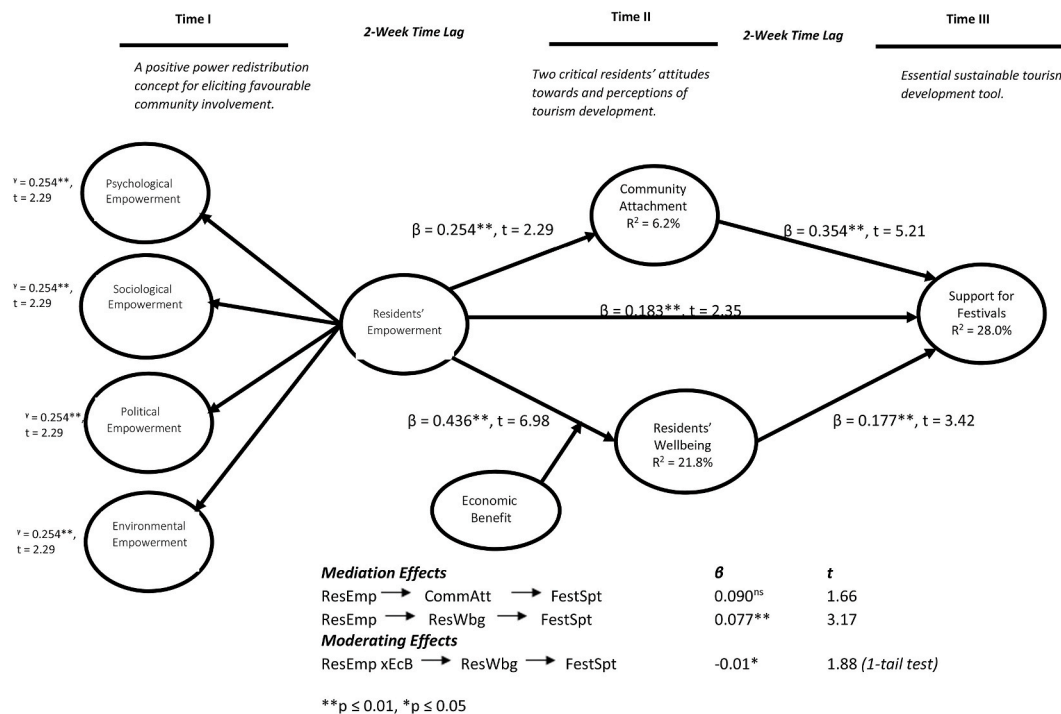 Time I
2-Week Time Lag
Time II
2-Week Time Lag
Time III
A positive power redistribution
concept for eliciting favourable
community involvement.
Two critical residents' attitudes
towards and perceptions of
tourism development.
Essential sustainable tourism
development tool.
γ = 0.254**,
t = 2.29
Psychological
Empowerment
γ = 0.254**,
t = 2.29
Sociological
Empowerment
γ = 0.254**,
t = 2.29
Political
Empowerment
γ = 0.254**,
t = 2.29
Environmental
Empowerment
Residents'
Empowerment
β = 0.254**, t = 2.29
Community
Attachment
R² = 6.2%
β = 0.354**, t = 5.21
β = 0.183**, t = 2.35
Support for
Festivals
R² = 28.0%
β = 0.436**, t = 6.98
Residents'
Wellbeing
R² = 21.8%
β = 0.177**, t = 3.42
Economic
Benefit
Mediation Effects β t
ResEmp → CommAtt → FestSpt 0.090ⁿˢ 1.66
ResEmp → ResWbg → FestSpt 0.077** 3.17
Moderating Effects
ResEmp xEcB → ResWbg → FestSpt -0.01* 1.88 (1-tail test)
**p ≤ 0.01, *p ≤ 0.05